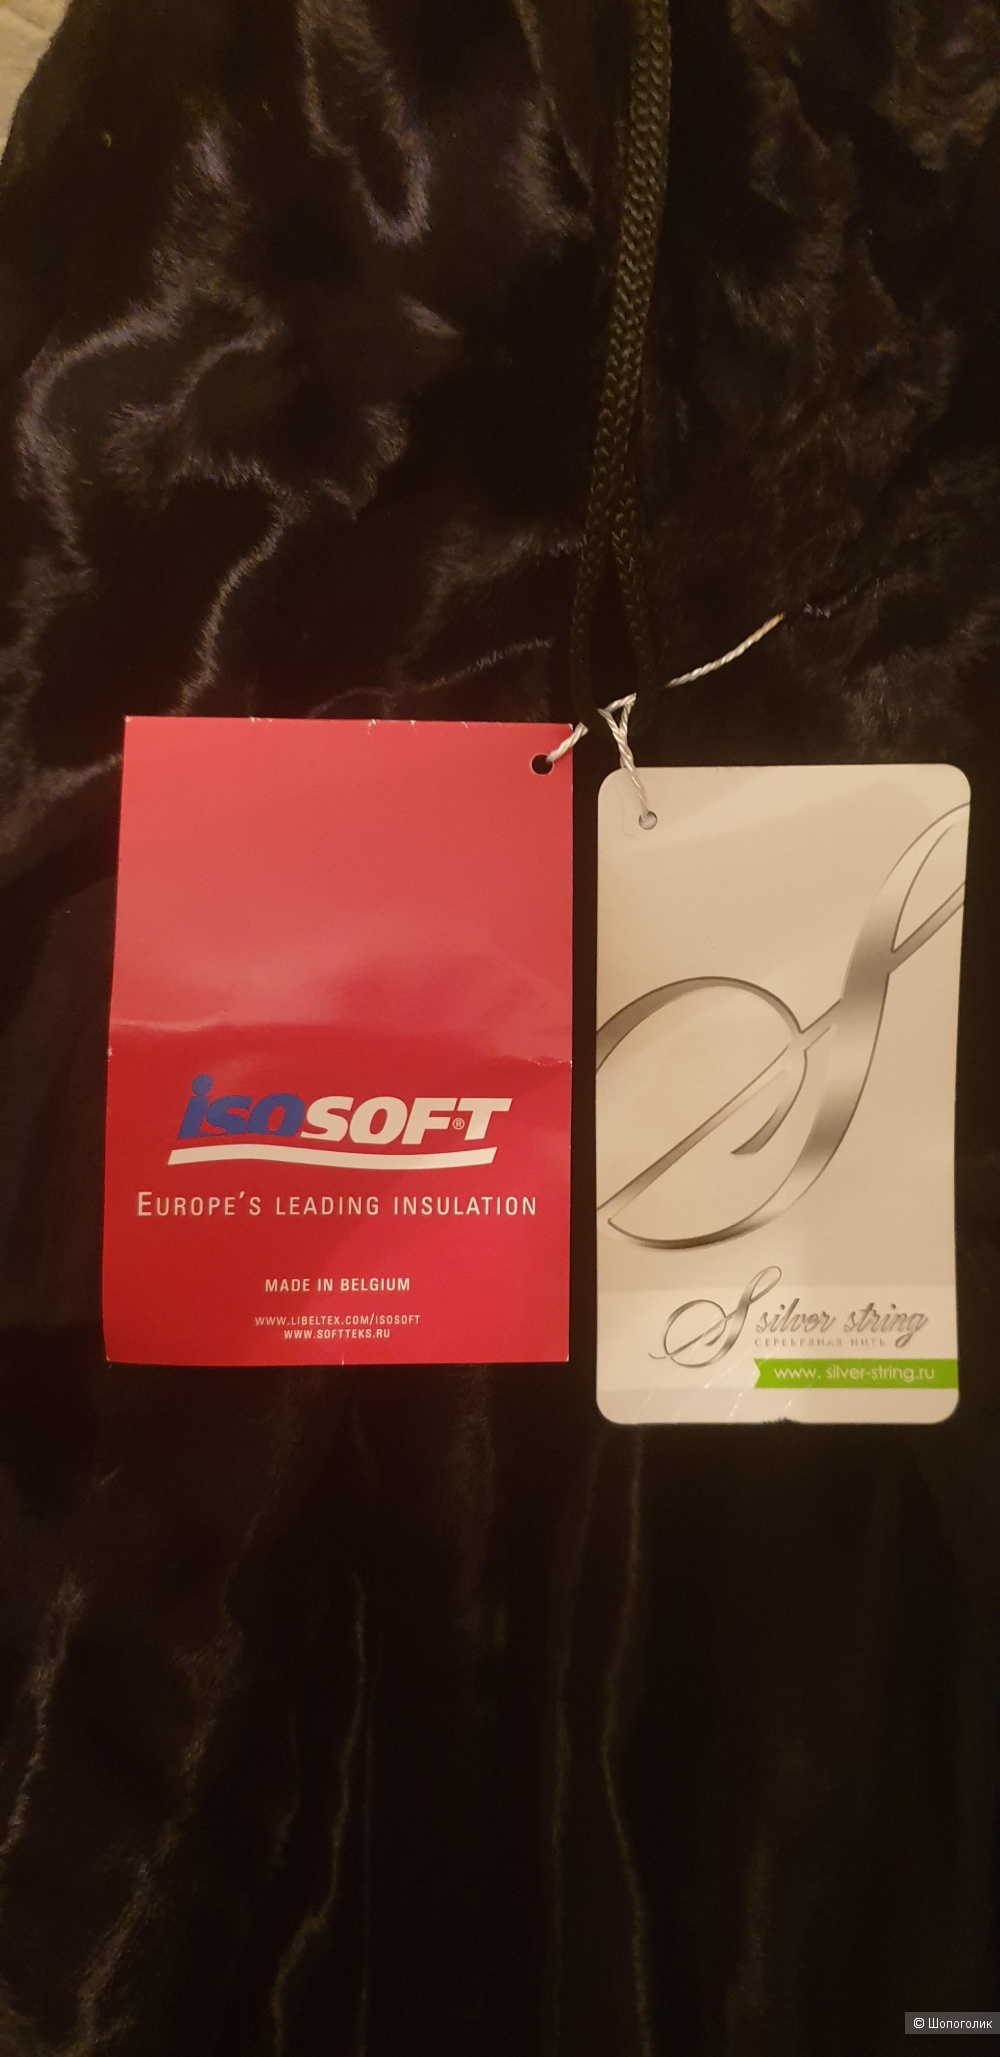 isosoft®
Europe's leading insulation
MADE IN BELGIUM
WWW.LIBELTEX.COM/ISOSOFT
WWW.SOFTTEKS.RU
silver string
СЕРЕБРЯНАЯ НИТЬ
www. silver-string.ru
© Шопоголик